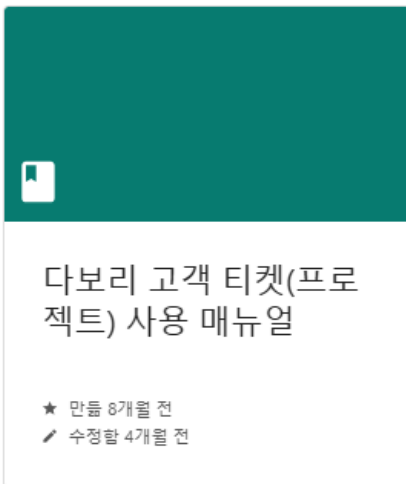 다보리 고객 티켓(프로
젝트) 사용 매뉴얼
만듦 8개월 전
수정함 4개월 전